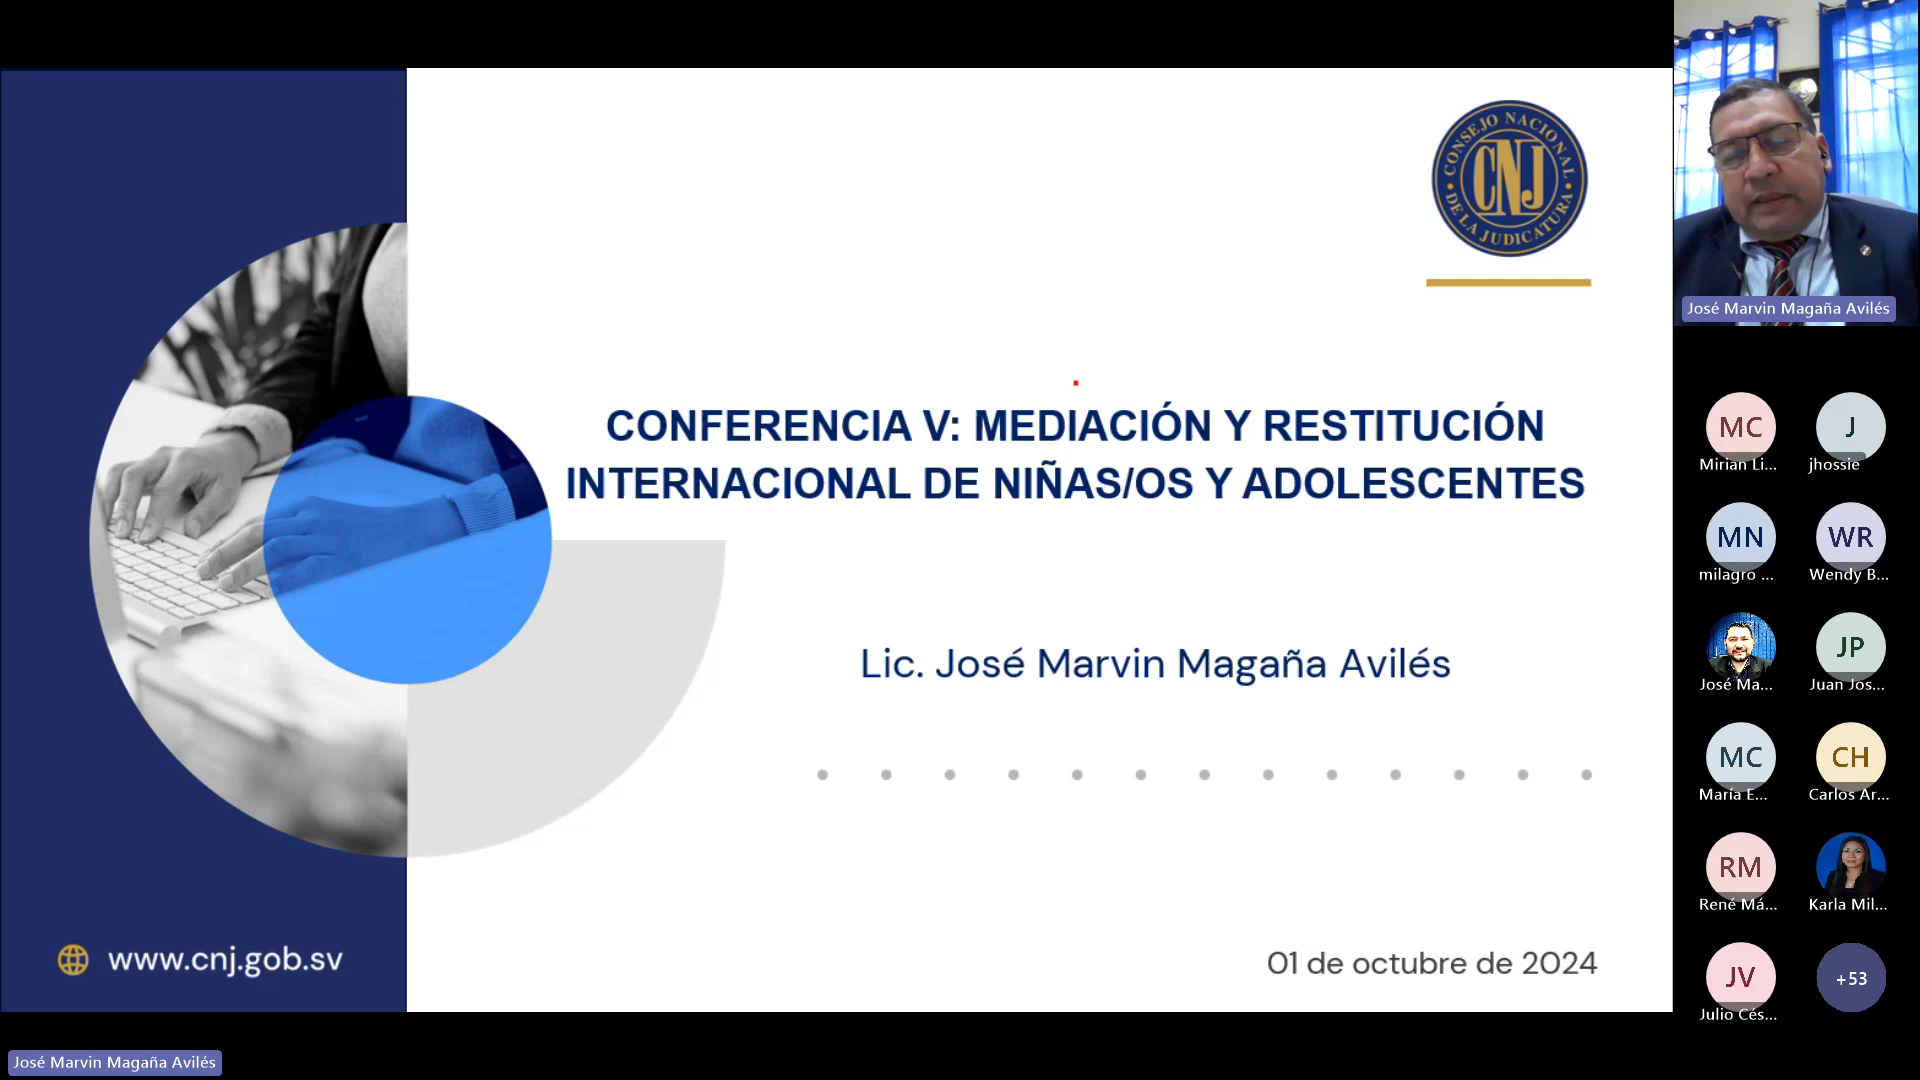 CONSEJO NACIONAL
DE LA JUDICATURA
CNJ
CONFERENCIA V: MEDIACIÓN Y RESTITUCIÓN
INTERNACIONAL DE NIÑAS/OS Y ADOLESCENTES
Lic. José Marvin Magaña Avilés
www.cnj.gob.sv
01 de octubre de 2024
José Marvin Magaña Avilés
José Marvin Magaña Avilés
MC
Mirian Li...
J
jhossie
MN
milagro ...
WR
Wendy B...
José Ma...
JP
Juan Jos...
MC
María E...
CH
Carlos Ar...
RM
René Má...
Karla Mil...
JV
Julio Cés...
+53